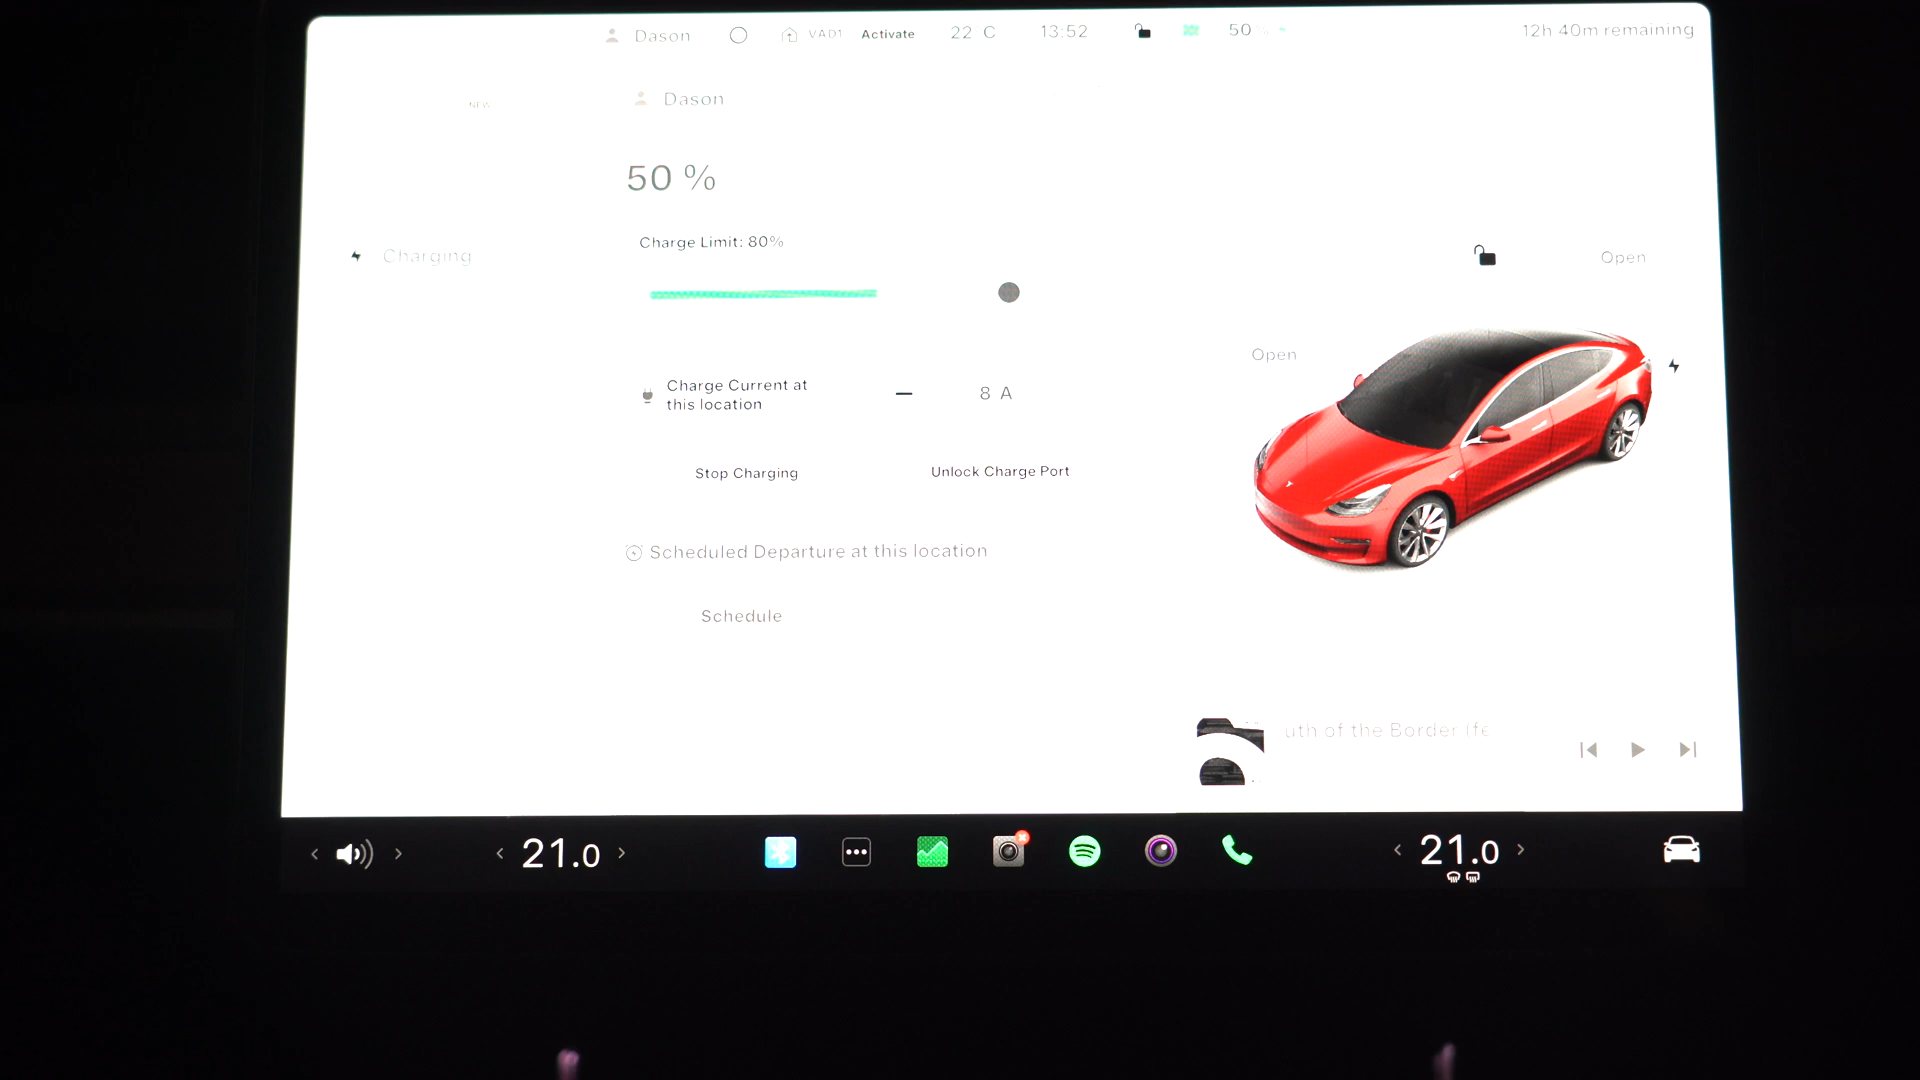 Dason
VAD1 Activate
22 C
13:52
50
12h 40m remaining
NEW
Dason
50 %
Charge Limit: 80%
Charging
Open
Open
Charge Current at
this location
8 A
Stop Charging
Unlock Charge Port
Scheduled Departure at this location
Schedule
uth of the Border
21.0
21.0